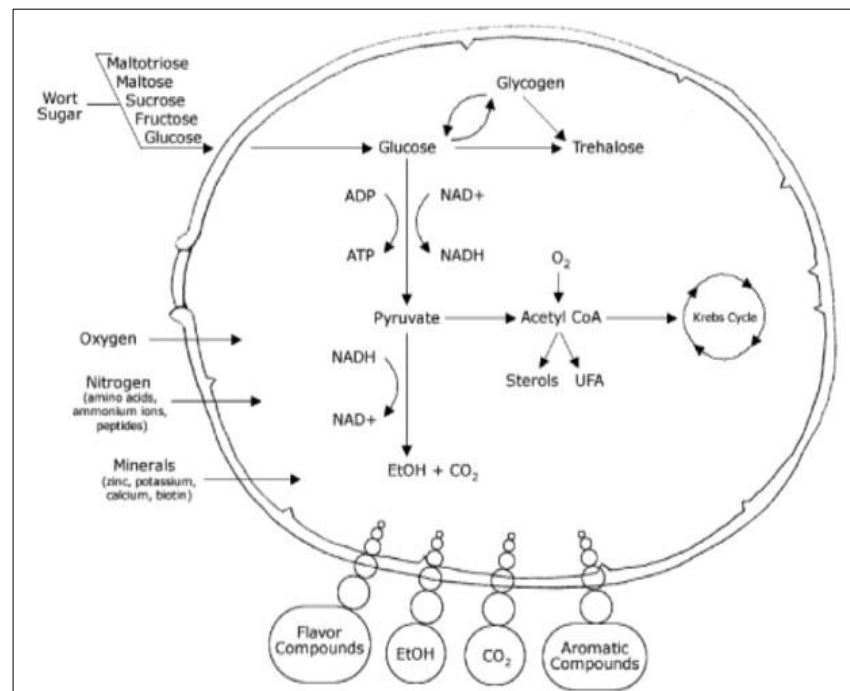 Maltotriose
Maltose
Sucrose
Fructose
Glucose
Wort
Sugar
Glycogen
Glucose
Trehalose
ADP
NAD+
ATP
NADH
O₂
Pyruvate
Acetyl CoA
Krebs Cycle
Sterols UFA
NADH
NAD+
EtOH + CO₂
Oxygen
Nitrogen
(amino acids,
ammonium ions,
peptides)
Minerals
(zinc, potassium,
calcium, biotin)
Flavor
Compounds
EtOH
CO₂
Aromatic
Compounds